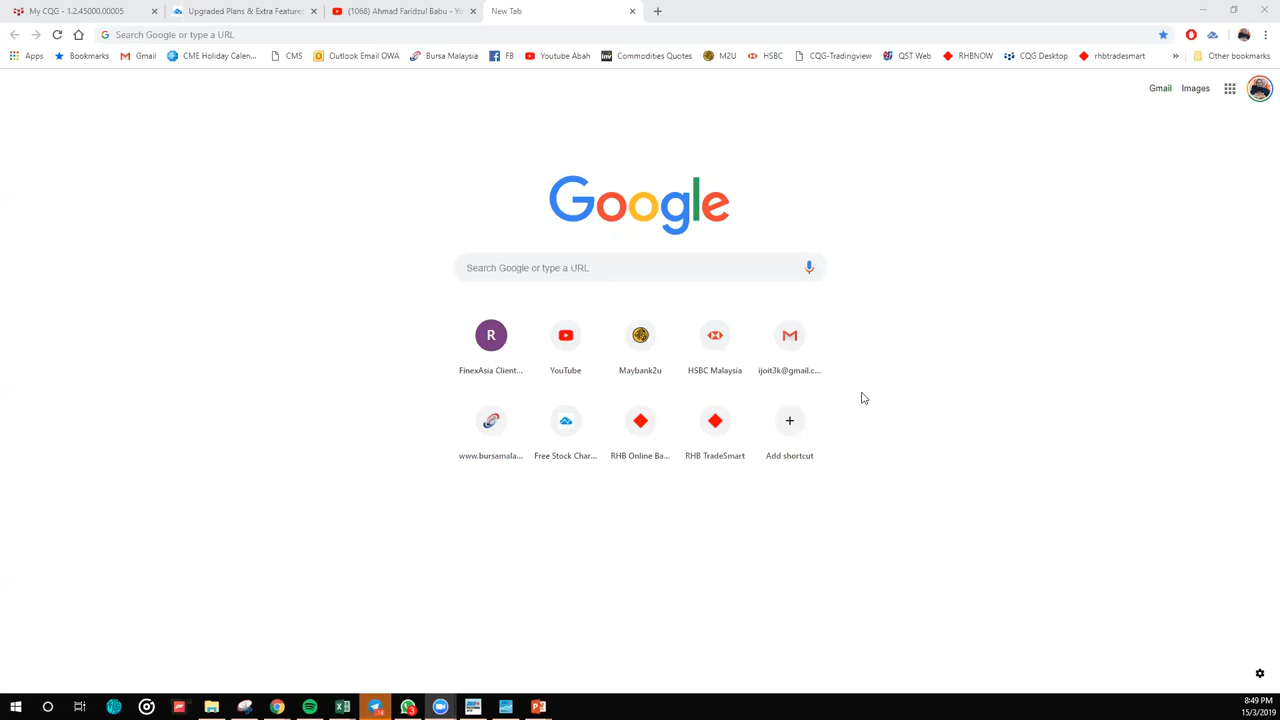 My CQG - 1.2.45000.00005
Upgraded Plans & Extra Features
(1068) Ahmad Faridzul Babu - Yo
New Tab
Search Google or type a URL
Apps Bookmarks Gmail CME Holiday Calen... CMS Outlook Email OWA Bursa Malaysia FB Youtube Abah Commodities Quotes M2U HSBC CQG-Tradingview QST Web RHBNOW CQG Desktop rhbtradesmart » Other bookmarks
Gmail Images
Google
Search Google or type a URL
R
FinexAsia Client... YouTube Maybank2u HSBC Malaysia ijoit3k@gmail.c...
www.bursamala... Free Stock Char... RHB Online Ba... RHB TradeSmart Add shortcut
8:49 PM
15/3/2019